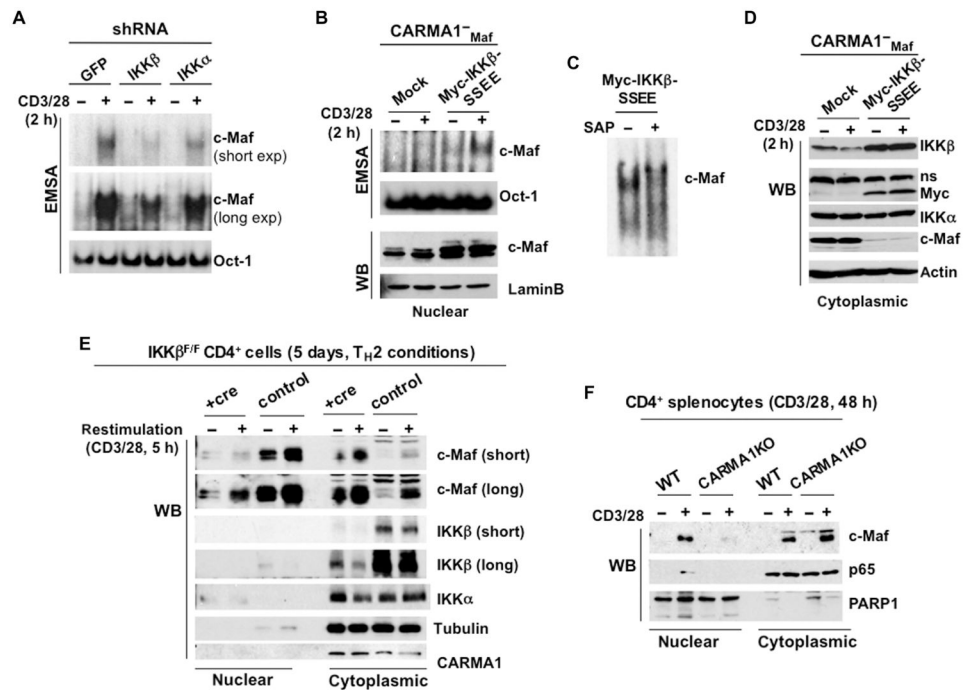 A
shRNA
GFP IKKβ IKKα
CD3/28 – + – + – +
(2 h)
EMSA
c-Maf
(short exp)
c-Maf
(long exp)
Oct-1
B
CARMA1⁻Maf
Mock Myc-IKKβ-SSEE
CD3/28 – + – +
(2 h)
EMSA
c-Maf
Oct-1
WB
c-Maf
LaminB
Nuclear
C
Myc-IKKβ-
SSEE
SAP – +
c-Maf
D
CARMA1⁻Maf
Mock Myc-IKKβ-SSEE
CD3/28 – + – +
(2 h)
WB
IKKβ
ns
Myc
IKKα
c-Maf
Actin
Cytoplasmic
E
IKKβF/F CD4⁺ cells (5 days, TH2 conditions)
+cre control +cre control
Restimulation – + – + – + – +
(CD3/28, 5 h)
WB
c-Maf (short)
c-Maf (long)
IKKβ (short)
IKKβ (long)
IKKα
Tubulin
CARMA1
Nuclear Cytoplasmic
F
CD4⁺ splenocytes (CD3/28, 48 h)
WT CARMA1KO WT CARMA1KO
CD3/28 – + – + – + – +
WB
c-Maf
p65
PARP1
Nuclear Cytoplasmic